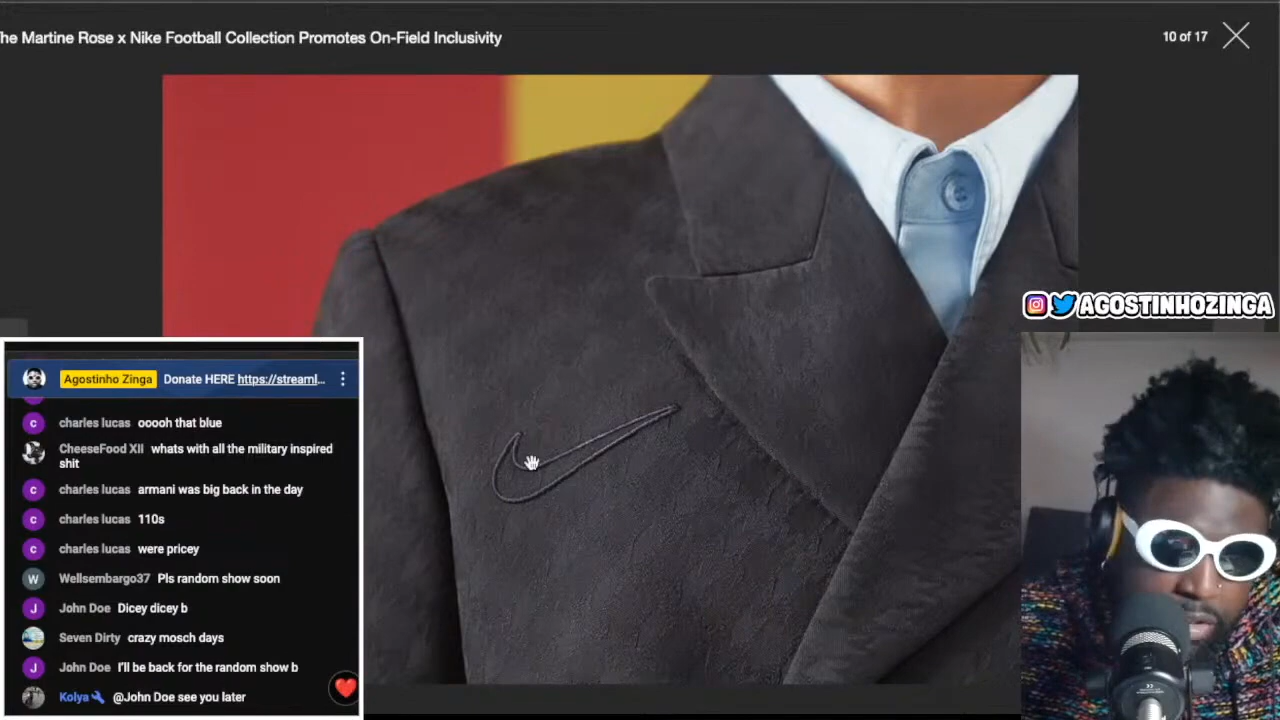 he Martine Rose x Nike Football Collection Promotes On-Field Inclusivity
10 of 17
AGOSTINHOZINGA
Agostinho Zinga Donate HERE https://streaml...
charles lucas ooooh that blue
CheeseFood XII whats with all the military inspired
shit
charles lucas armani was big back in the day
charles lucas 110s
charles lucas were pricey
Wellsembargo37 Pls random show soon
John Doe Dicey dicey b
Seven Dirty crazy mosch days
John Doe I'll be back for the random show b
Kolya @John Doe see you later